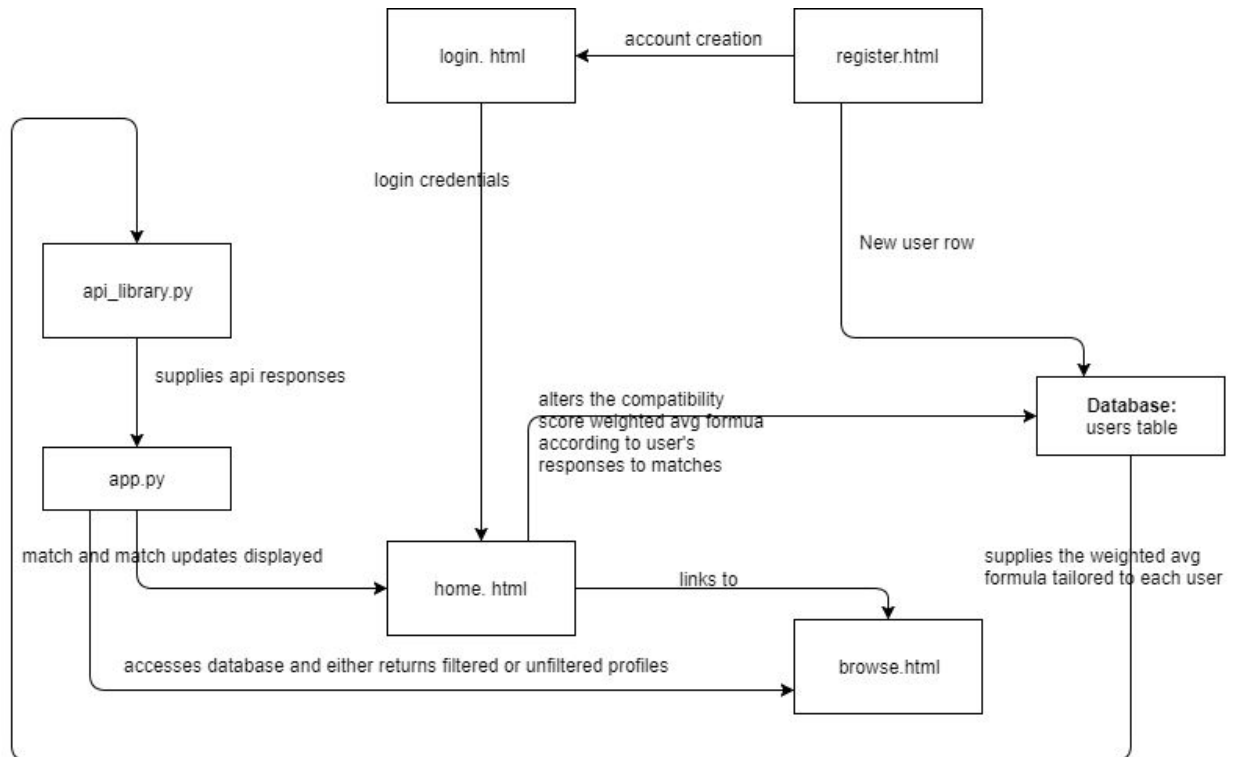 login. html
account creation
register.html
login credentials
New user row
api_library.py
supplies api responses
alters the compatibility
score weighted avg formua
according to user's
responses to matches
Database:
users table
app.py
match and match updates displayed
home. html
links to
supplies the weighted avg
formula tailored to each user
accesses database and either returns filtered or unfiltered profiles
browse.html